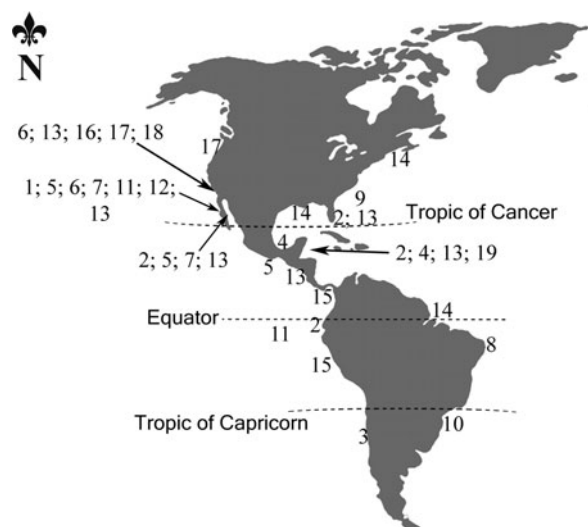 N
6; 13; 16; 17; 18
17
14
1; 5; 6; 7; 11; 12;
13
9
14
2; 13
Tropic of Cancer
4
2; 5; 7; 13
5
13
2; 4; 13; 19
15
14
Equator
2
11
8
15
Tropic of Capricorn
10
3